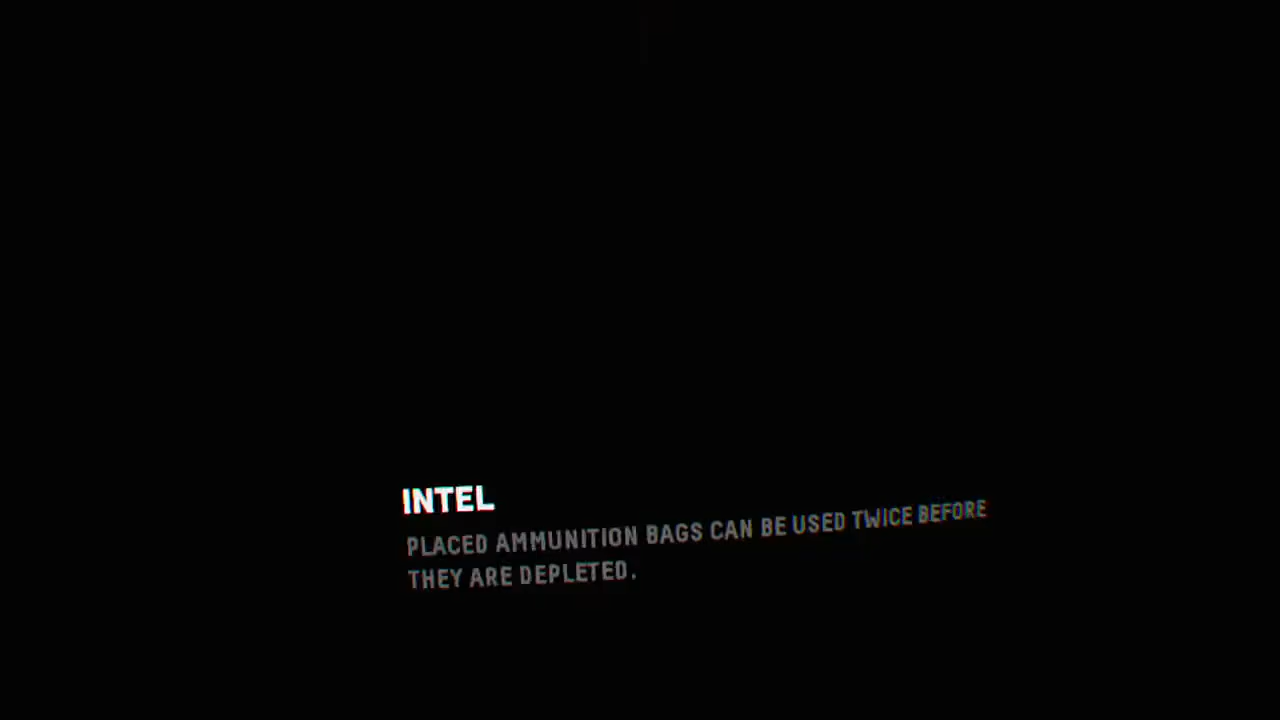 INTEL
PLACED AMMUNITION BAGS CAN BE USED TWICE BEFORE
THEY ARE DEPLETED.